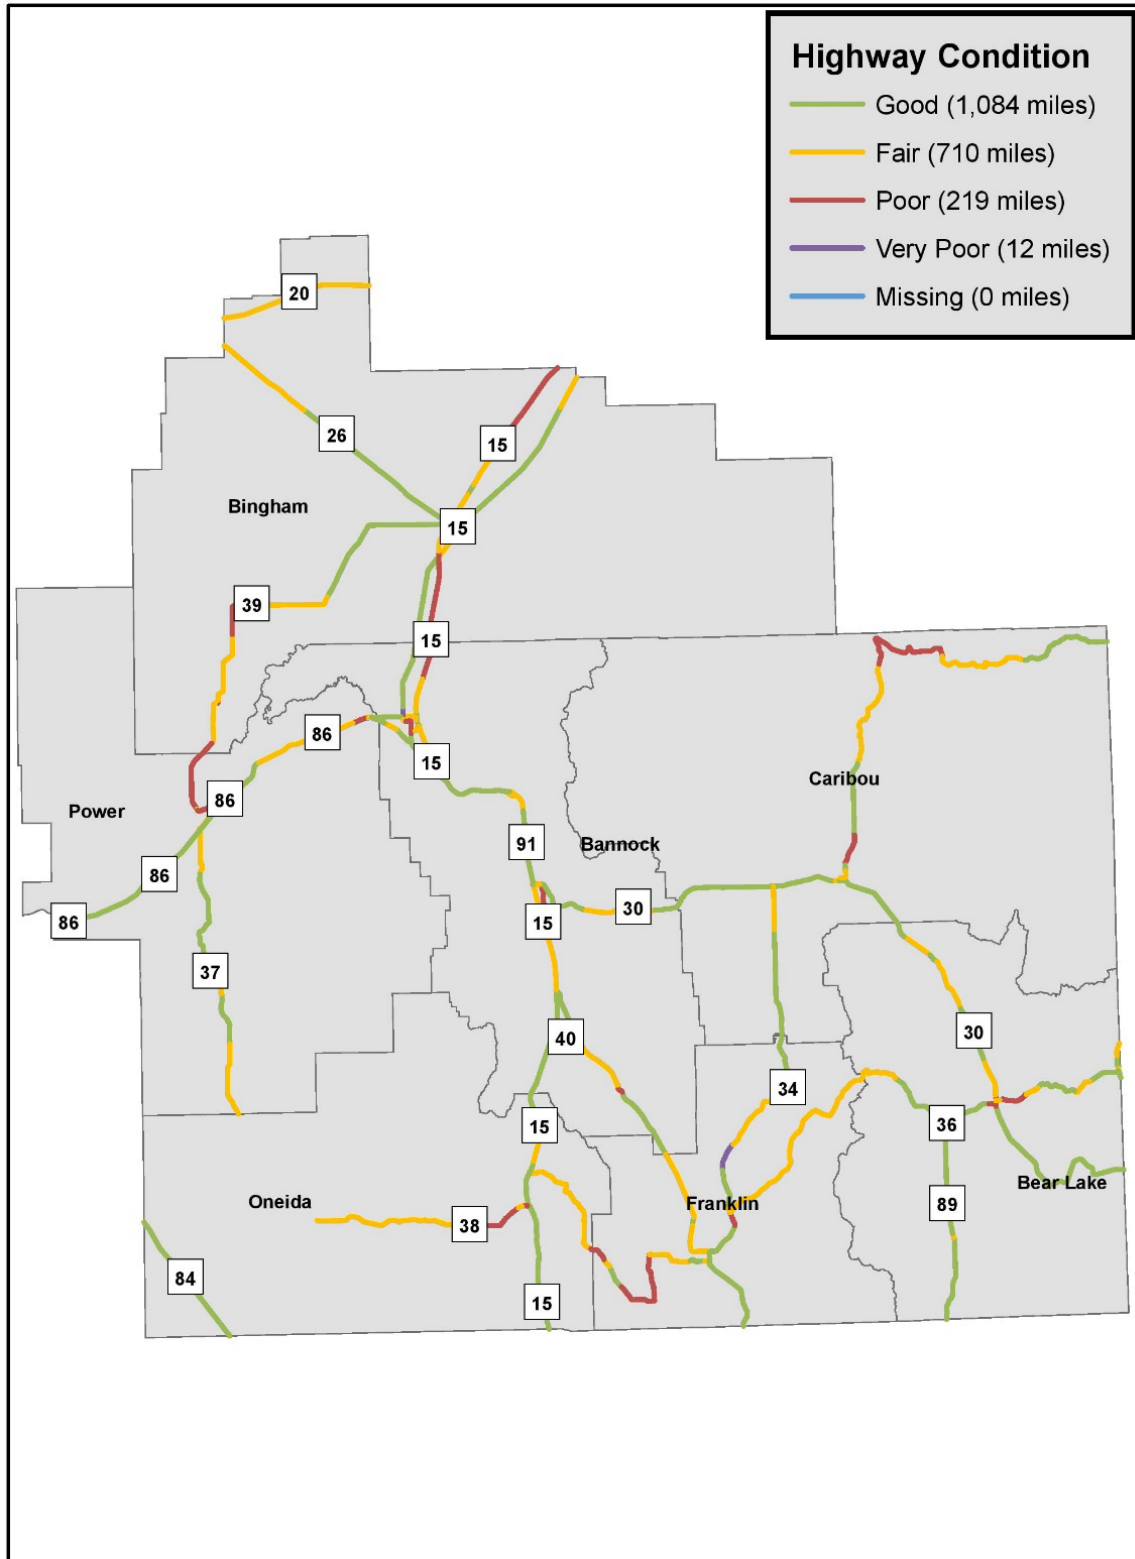 Highway Condition
Good (1,084 miles)
Fair (710 miles)
Poor (219 miles)
Very Poor (12 miles)
Missing (0 miles)
20
26
15
Bingham
15
39
15
86
15
Caribou
86
Power
91
Bannock
86
30
86
15
37
30
40
34
15
36
Bear Lake
Oneida
Franklin
89
38
84
15